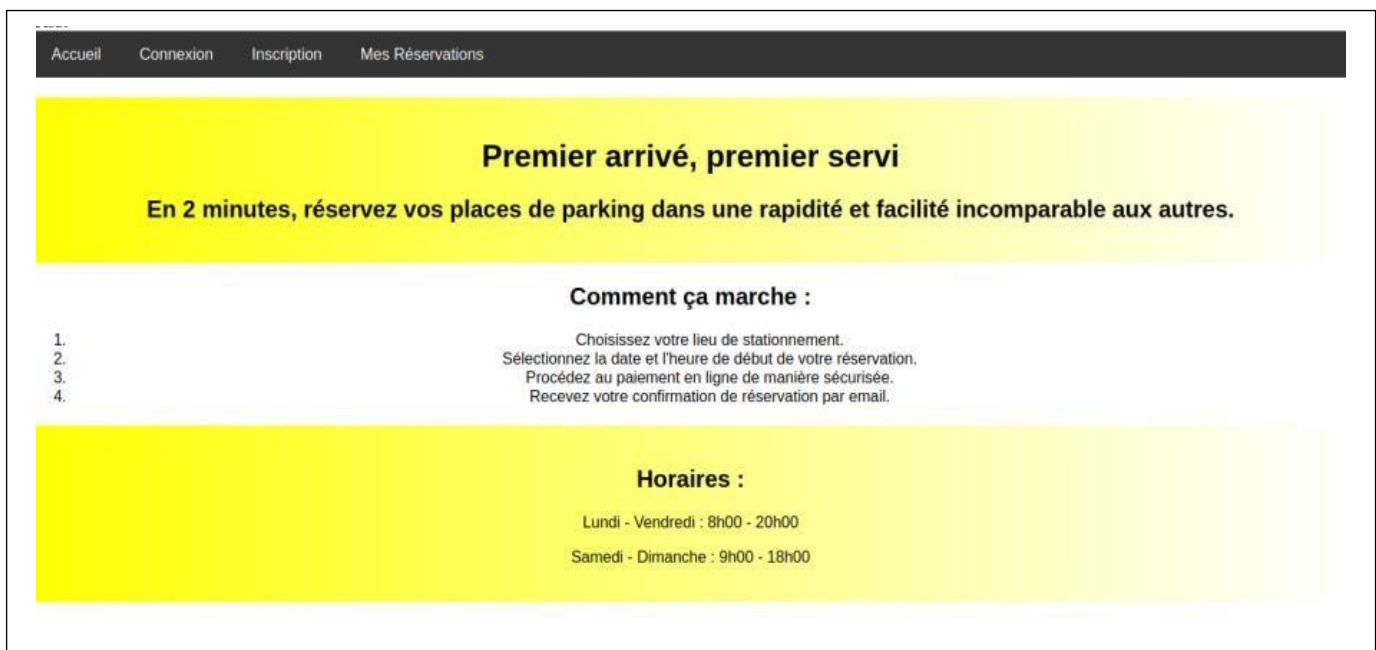 Accueil Connexion Inscription Mes Réservations
Premier arrivé, premier servi
En 2 minutes, réservez vos places de parking dans une rapidité et facilité incomparable aux autres.
Comment ça marche :
1. Choisissez votre lieu de stationnement.
2. Sélectionnez la date et l'heure de début de votre réservation.
3. Procédez au paiement en ligne de manière sécurisée.
4. Recevez votre confirmation de réservation par email.
Horaires :
Lundi - Vendredi : 8h00 - 20h00
Samedi - Dimanche : 9h00 - 18h00